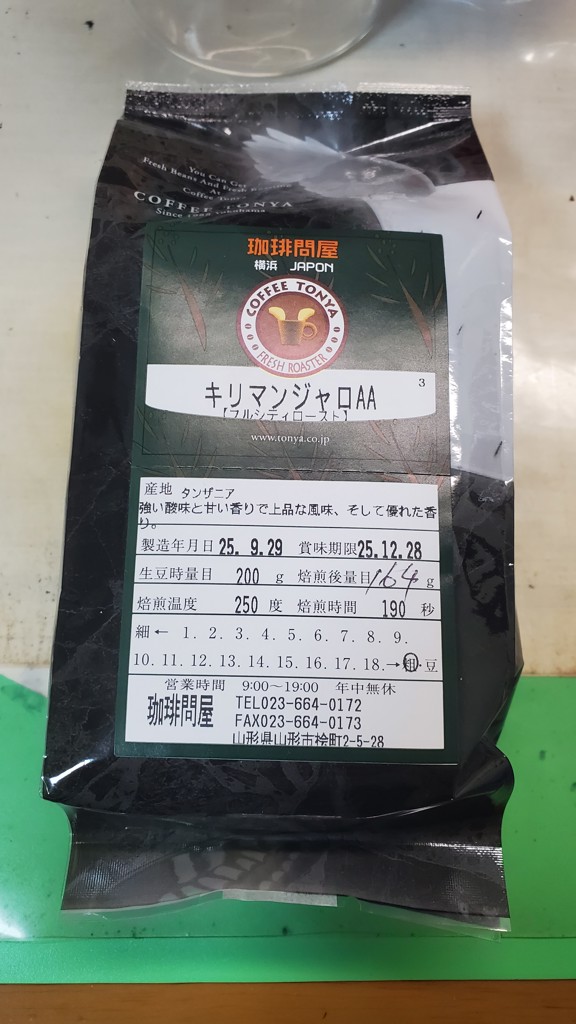 You Can Get
Fresh Beans And Fresh
At
Coffee Tonya
COFFEE TONYA
Since 1988 yokohama
珈琲問屋
横浜 JAPON
COFFEE TONYA
FRESH ROASTER
3
キリマンジャロAA
【フルシティロースト】
www.tonya.co.jp
産地 タンザニア
強い酸味と甘い香りで上品な風味、そして優れた香
り。
製造年月日 25. 9.29 賞味期限 25.12.28
生豆時量目 200 g 焙煎後量目 164 g
焙煎温度 250 度 焙煎時間 190 秒
細← 1. 2. 3. 4. 5. 6. 7. 8. 9.
10. 11. 12. 13. 14. 15. 16. 17. 18.→粗・豆
営業時間 9:00～19:00 年中無休
珈琲問屋 TEL023-664-0172
FAX023-664-0173
山形県山形市桧町2-5-28